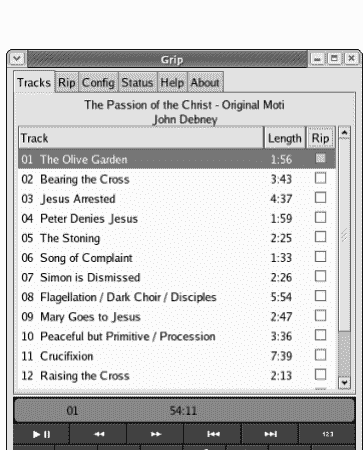 Grip
Tracks Rip Config Status Help About
The Passion of the Christ - Original Moti
John Debney
Track Length Rip
01 The Olive Garden 1:56
02 Bearing the Cross 3:43
03 Jesus Arrested 4:37
04 Peter Denies Jesus 1:59
05 The Stoning 2:25
06 Song of Complaint 1:33
07 Simon is Dismissed 2:26
08 Flagellation / Dark Choir / Disciples 5:54
09 Mary Goes to Jesus 2:47
10 Peaceful but Primitive / Procession 3:36
11 Crucifixion 7:39
12 Raising the Cross 2:13
01 54:11
123